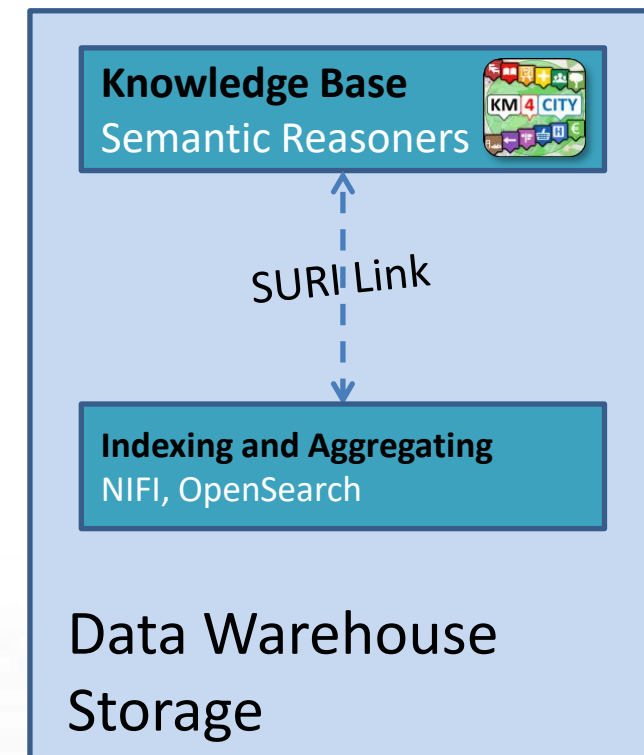 Knowledge Base
Semantic Reasoners
KM 4 CITY
SURI Link
Indexing and Aggregating
NIFI, OpenSearch
Data Warehouse
Storage